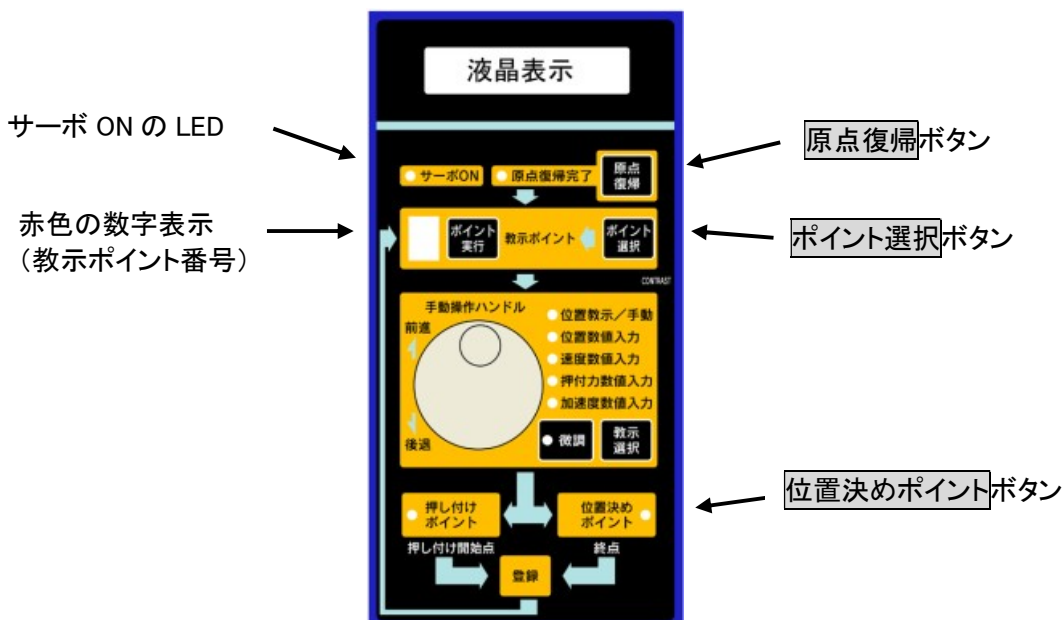 液晶表示
サーボ ON の LED
原点復帰ボタン
サーボON
原点復帰完了
原点
復帰
赤色の数字表示
（教示ポイント番号）
ポイント
実行
教示ポイント
ポイント
選択
ポイント選択ボタン
CONTRAST
手動操作ハンドル
前進
後退
位置教示／手動
位置数値入力
速度数値入力
押付力数値入力
加速度数値入力
微調
教示
選択
位置決めポイントボタン
押し付け
ポイント
位置決め
ポイント
押し付け開始点
終点
登録